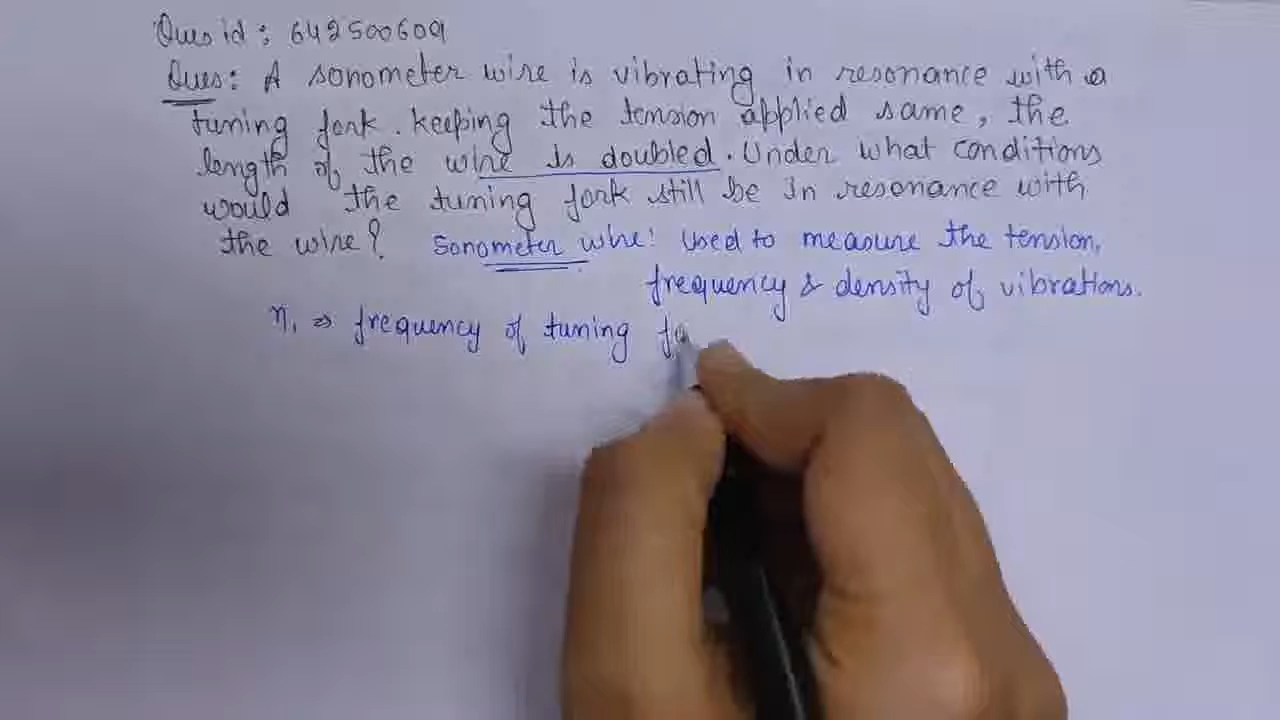 Ques id : 642500609
Ques: A sonometer wire is vibrating in resonance with a
tuning fork. keeping the tension applied same, the
length of the wire is doubled. Under what conditions
would the tuning fork still be in resonance with
the wire? Sonometer wire: Used to measure the tension,
frequency & density of vibrations.
η₁ ⇒ frequency of tuning fo